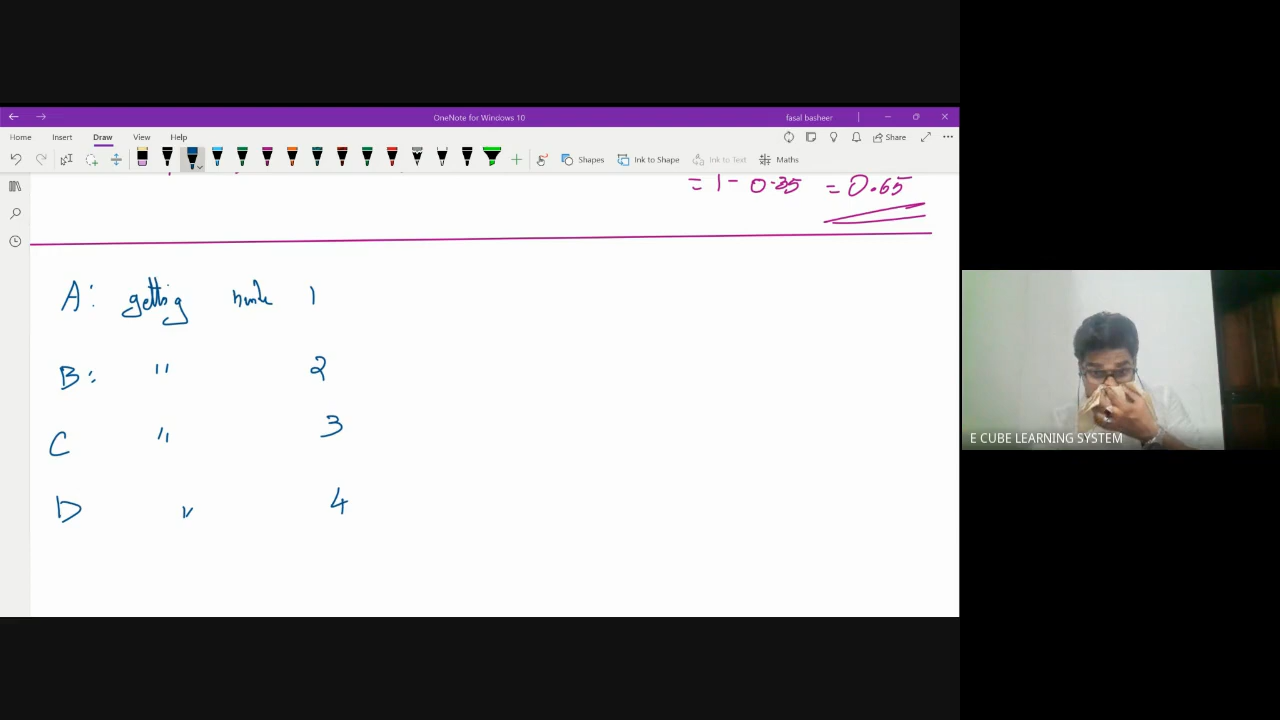 OneNote for Windows 10
fasal basheer
Home Insert Draw View Help
Share
Shapes Ink to Shape Ink to Text Maths
= 1 - 0.35 = 0.65
A: getting 1
B: " 2
C " 3
D " 4
E CUBE LEARNING SYSTEM